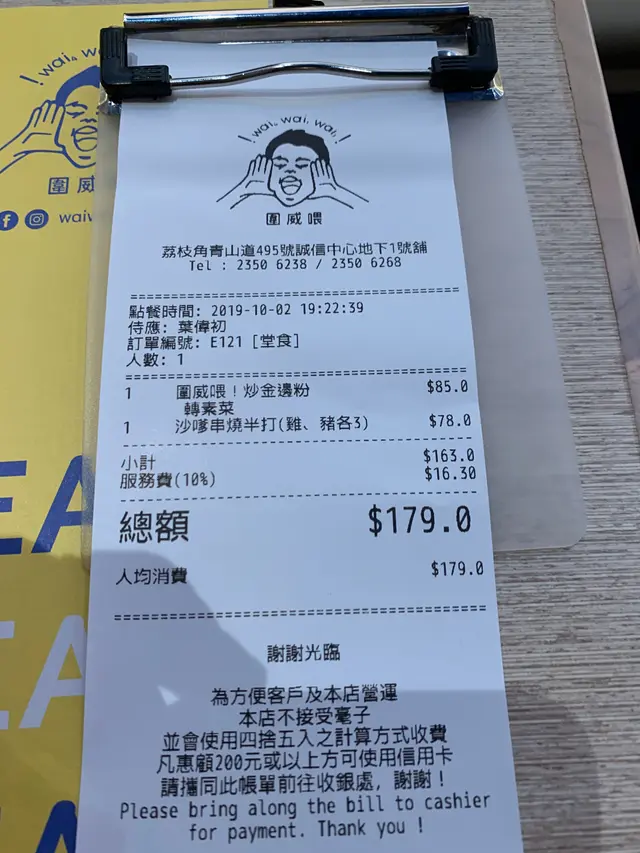 wai, wai, wai,
圍威喂
荔枝角青山道495號誠信中心地下1號舖
Tel : 2350 6238 / 2350 6268
點餐時間: 2019-10-02 19:22:39
侍應: 葉偉初
訂單編號: E121 [堂食]
人數: 1
1 圍威喂！炒金邊粉 $85.0
轉素菜
1 沙嗲串燒半打(雞、豬各3) $78.0
小計 $163.0
服務費(10%) $16.30
總額 $179.0
人均消費 $179.0
謝謝光臨
為方便客戶及本店營運
本店不接受毫子
並會使用四捨五入之計算方式收費
凡惠顧200元或以上方可使用信用卡
請攜同此帳單前往收銀處，謝謝！
Please bring along the bill to cashier
for payment. Thank you !
wai, w
圍威
waiw
EA
EA
EA